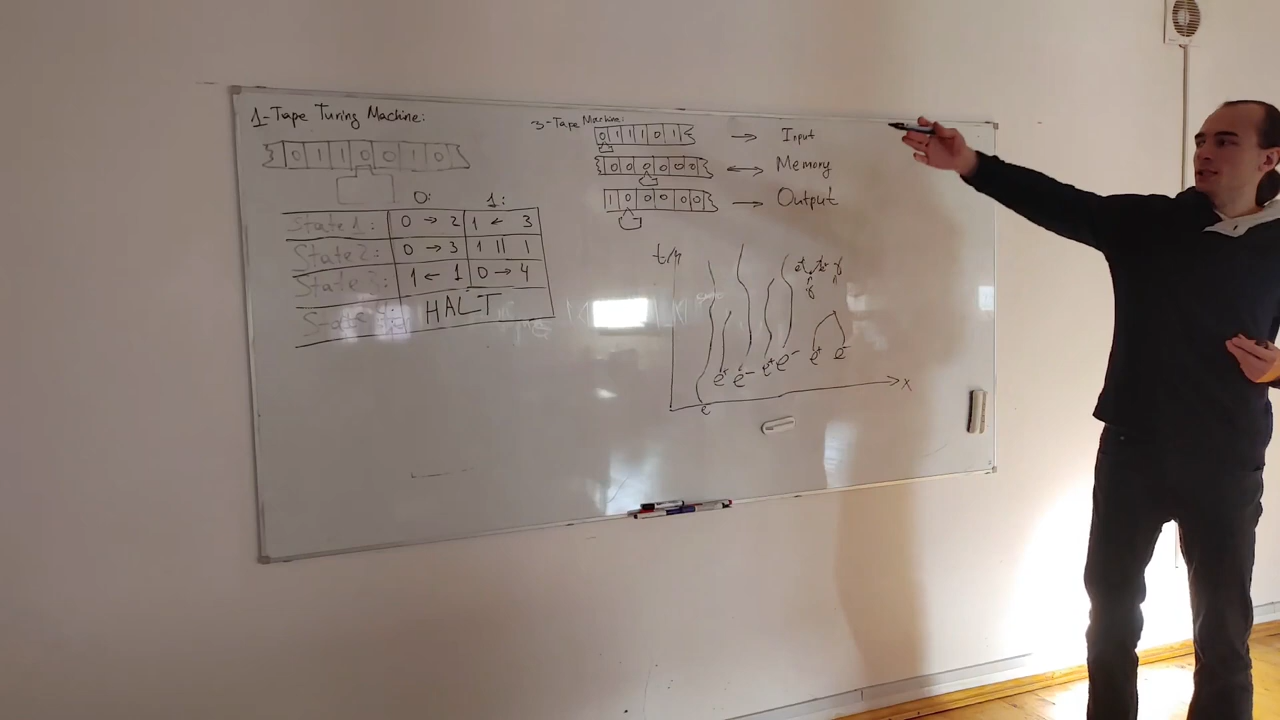 1-Tape Turing Machine:
0 1 1 0 0 1 0
0: 1:
State 1: 0 → 2 1 ← 3
State 2: 0 → 3 1 || 1
State 3: 1 ← 1 0 → 4
State 4: HALT
3-Tape Machine:
0 1 1 1 0 1 → Input
0 0 0 0 0 0 ↔ Memory
1 0 0 0 0 0 → Output
e⁺ e⁻ e⁺ e⁻ e⁺ e⁻
e
x